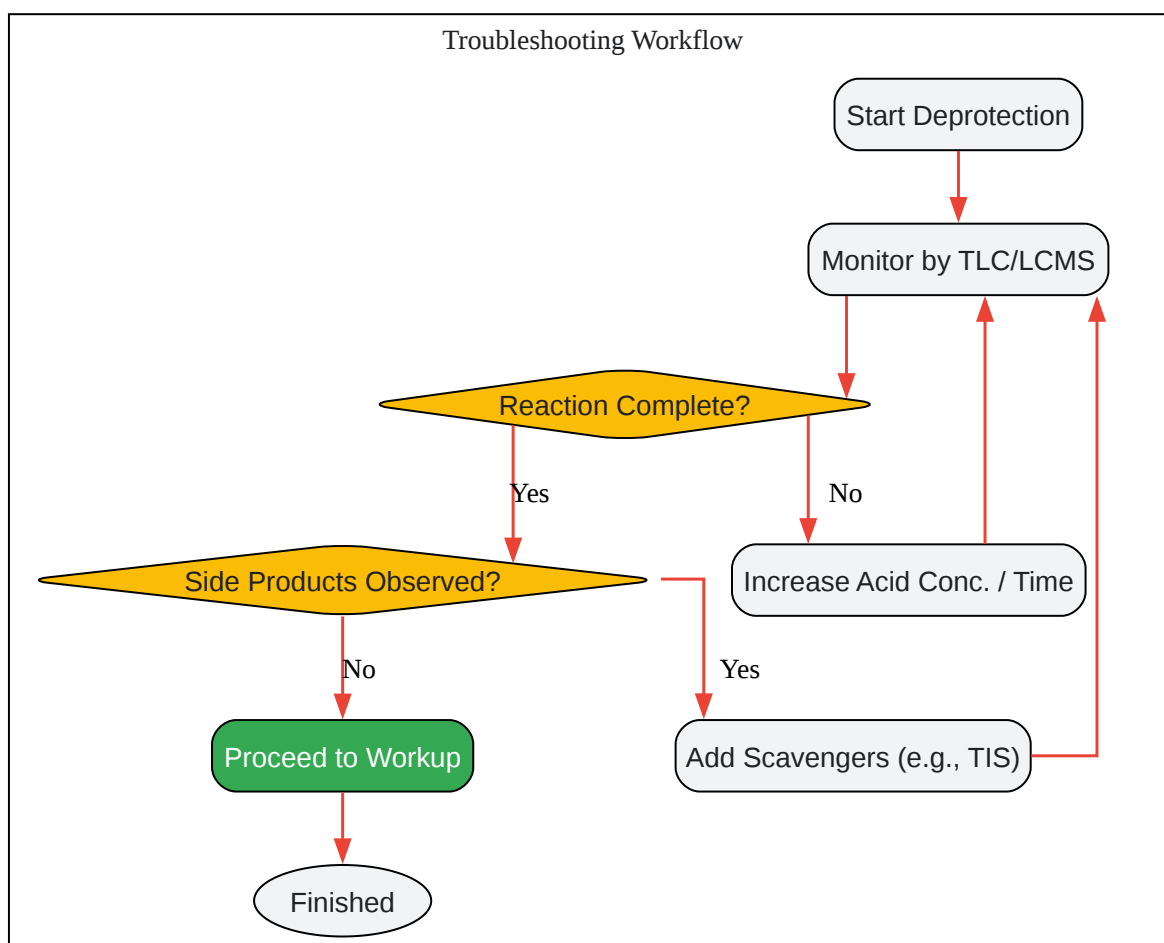 Troubleshooting Workflow
Start Deprotection
Monitor by TLC/LCMS
Reaction Complete?
Yes
No
Side Products Observed?
Increase Acid Conc. / Time
No
Yes
Proceed to Workup
Add Scavengers (e.g., TIS)
Finished